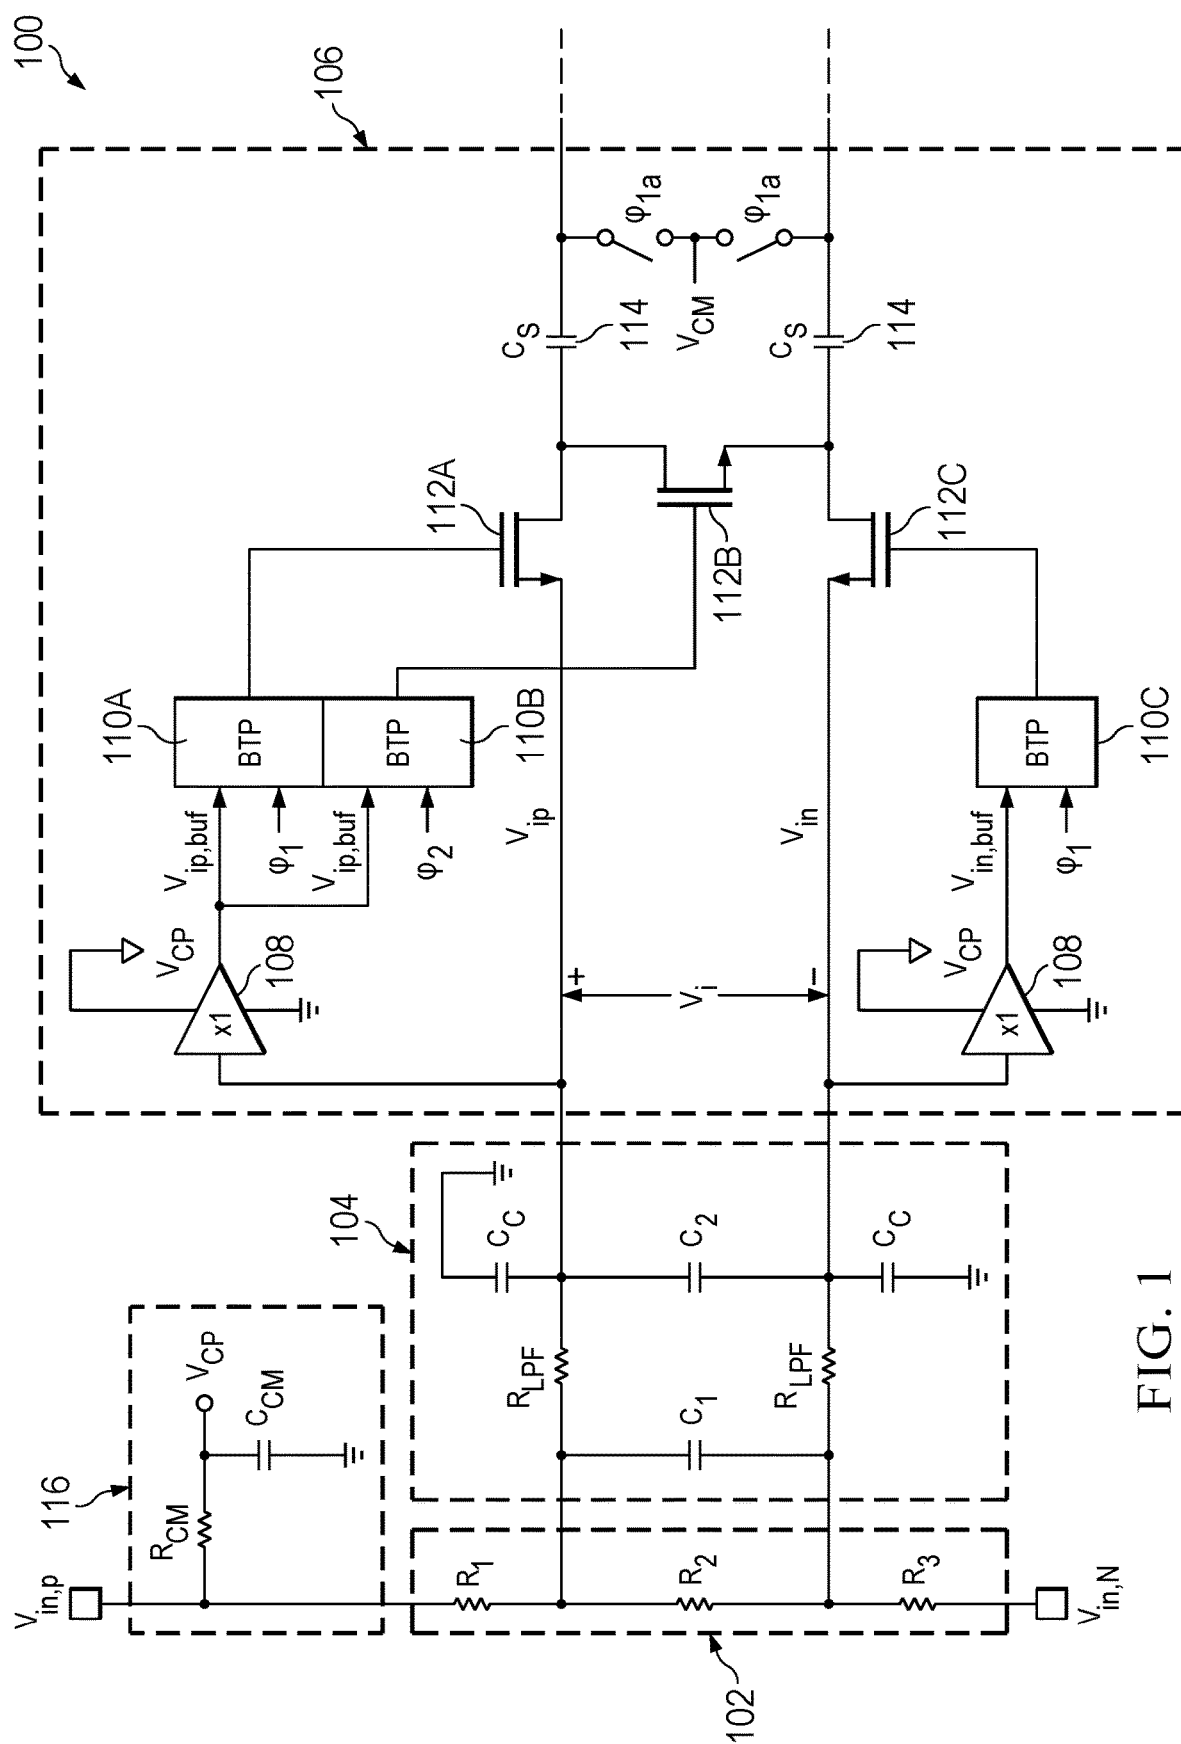 100
106
116
V_in,p
R_CM
V_CP
C_CM
104
102
R_1
R_2
R_3
V_in,N
R_LPF
C_1
R_LPF
C_C
C_2
C_C
V_CP
x1
108
V_ip,buf
φ_1
V_ip,buf
φ_2
110A
BTP
BTP
110B
V_ip
+
V_i
-
V_in
V_CP
x1
108
V_in,buf
φ_1
BTP
110C
112A
112B
112C
C_S
114
V_CM
C_S
114
φ_1a
φ_1a
FIG. 1